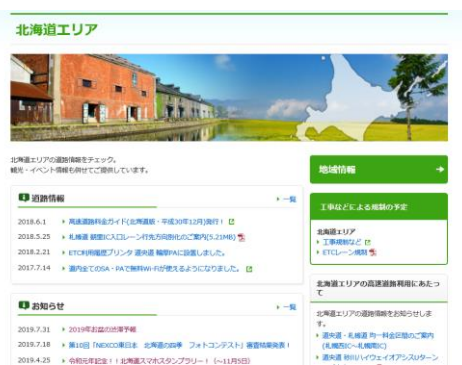 北海道エリア
北海道エリアの道路情報をチェック。
観光・イベント情報も併せてご提供しています。
道路情報
一覧
2018.6.1 高速道路料金ガイド(北海道版・平成30年12月)発行！
2018.5.25 札樽道 朝里IC入口レーン行先方向別化のご案内(5.21MB)
2018.2.21 ETC利用履歴プリンタ 道央道 輪厚PAに設置しました。
2017.7.14 道内全てのSA・PAで無料Wi-Fiが使えるようになりました。
お知らせ
一覧
2019.7.31 2019年お盆の渋滞予報
2019.7.18 第10回「NEXCO東日本 北海道の四季 フォトコンテスト」審査結果発表！
2019.4.25 令和元年記念！！北海道スマホスタンプラリー！（～11月5日）
地域情報
工事などによる規制の予定
北海道エリア
工事規制など
ETCレーン規制
北海道エリアの高速道路利用にあたっ
て
北海道エリアの道路情報をお知らせしま
す。
道央道・札樽道 均一料金区間のご案内
(札幌西IC～札幌南IC)
道央道 砂川ハイウェイオアシスUターン